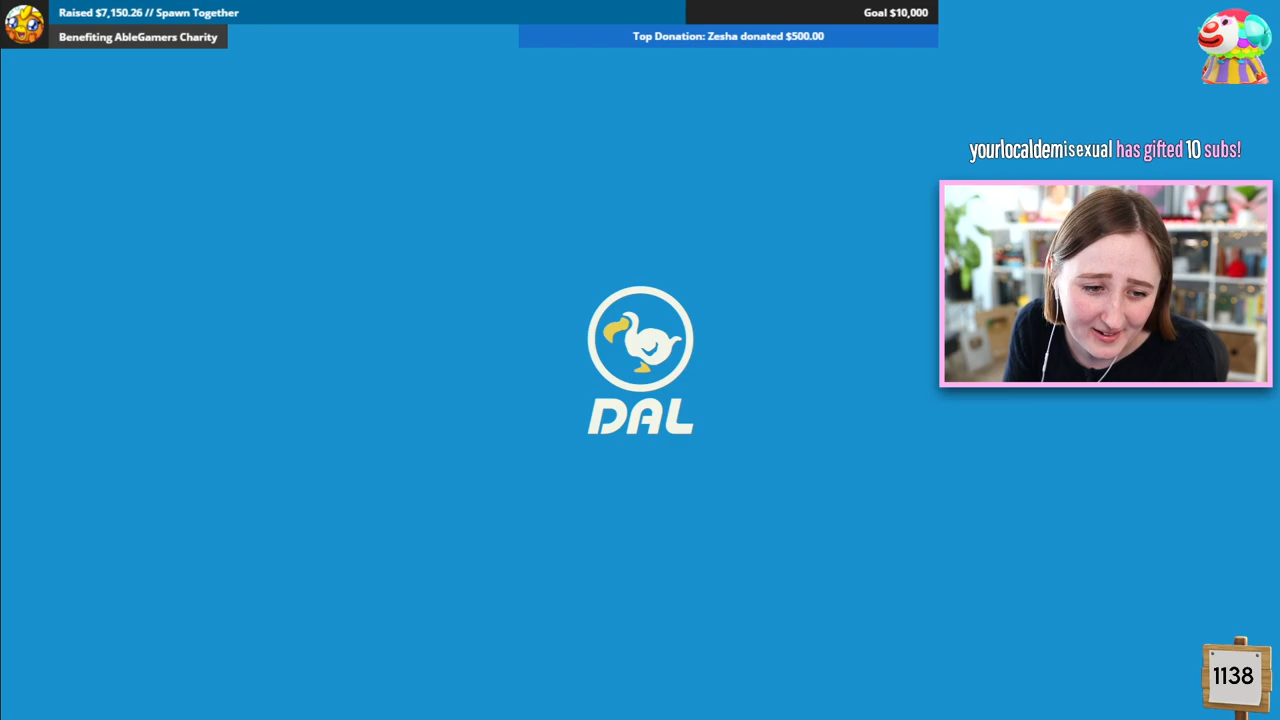 Raised $7,150.26 // Spawn Together
Goal $10,000
Benefiting AbleGamers Charity
Top Donation: Zesha donated $500.00
yourlocaldemisexual has gifted 10 subs!
DAL
1138